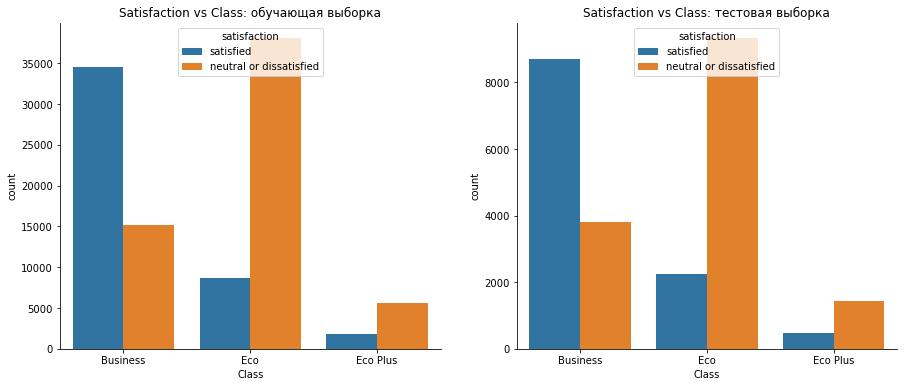 Satisfaction vs Class: обучающая выборка
satisfaction
satisfied
neutral or dissatisfied
35000
30000
25000
20000
15000
10000
5000
0
count
Business
Eco
Eco Plus
Class
Satisfaction vs Class: тестовая выборка
satisfaction
satisfied
neutral or dissatisfied
8000
6000
4000
2000
0
count
Business
Eco
Eco Plus
Class